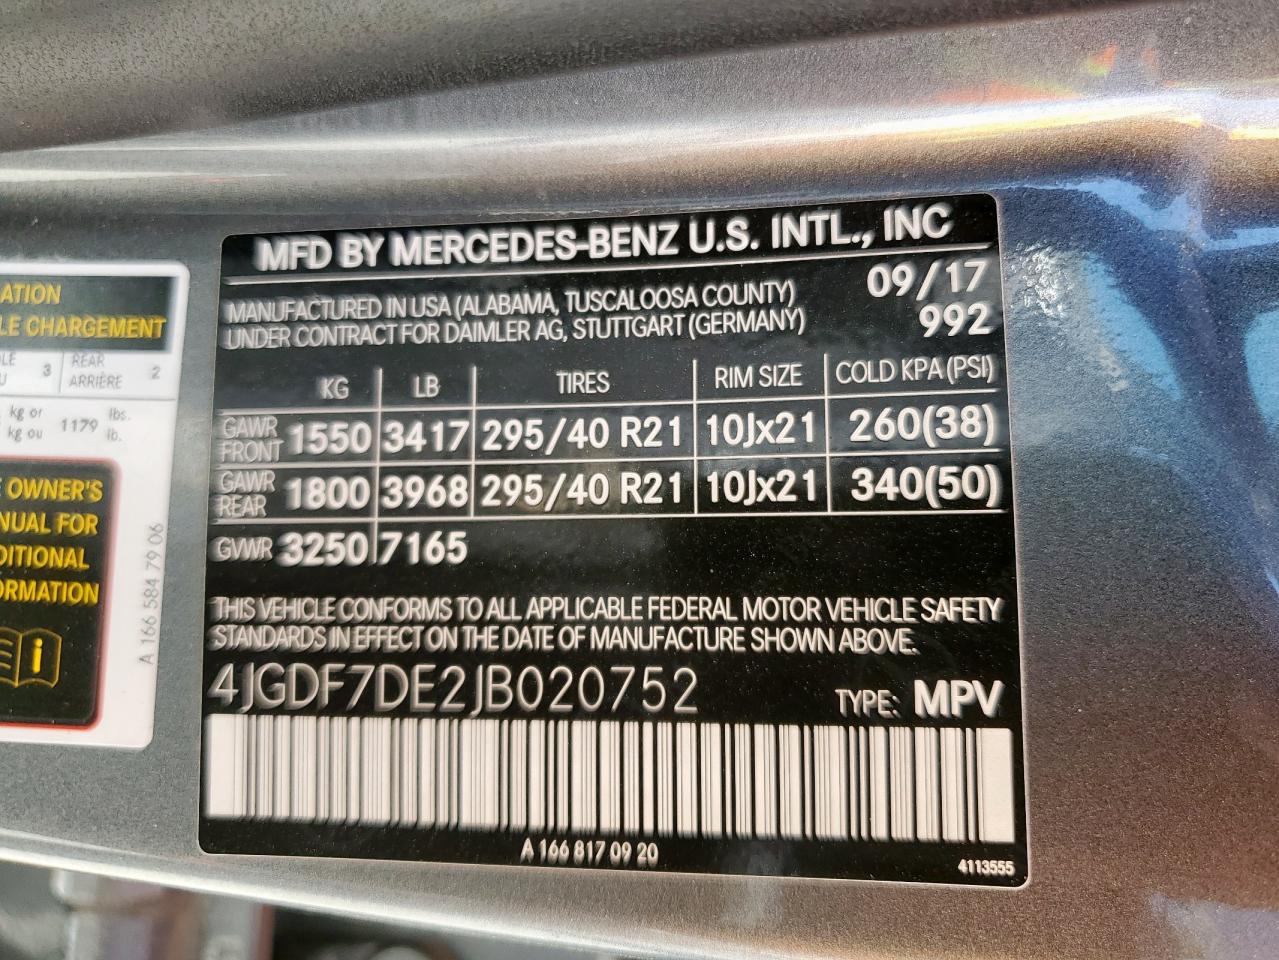 ATION
LE CHARGEMENT
LE 3 REAR 2
U ARRIÈRE
kg or 1179 lbs.
kg ou lb.
E OWNER'S
NUAL FOR
DITIONAL
ORMATION
A 166 584 79 06
MFD BY MERCEDES-BENZ U.S. INTL., INC
MANUFACTURED IN USA (ALABAMA, TUSCALOOSA COUNTY) 09/17
UNDER CONTRACT FOR DAIMLER AG, STUTTGART (GERMANY) 992
KG LB TIRES RIM SIZE COLD KPA (PSI)
GAWR FRONT 1550 3417 295/40 R21 10Jx21 260(38)
GAWR REAR 1800 3968 295/40 R21 10Jx21 340(50)
GVWR 3250 7165
THIS VEHICLE CONFORMS TO ALL APPLICABLE FEDERAL MOTOR VEHICLE SAFETY
STANDARDS IN EFFECT ON THE DATE OF MANUFACTURE SHOWN ABOVE.
4JGDF7DE2JB020752 TYPE: MPV
A 166 817 09 20
4113555